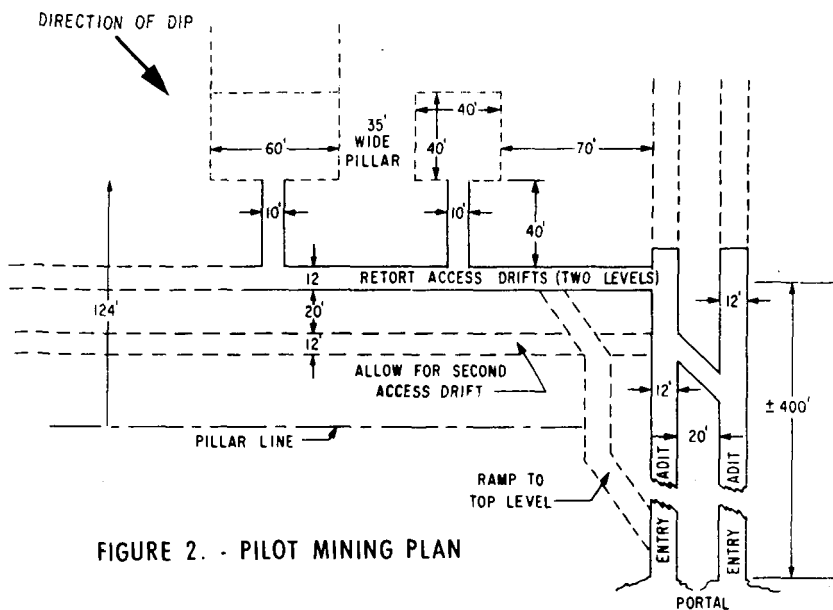 DIRECTION OF DIP
40'
35'
WIDE
PILLAR
60'
40'
70'
10'
10'
40'
12
RETORT ACCESS DRIFTS (TWO LEVELS)
12'
124'
20'
12'
ALLOW FOR SECOND
ACCESS DRIFT
12'
± 400'
20'
PILLAR LINE
RAMP TO
TOP LEVEL
ENTRY ADIT
ENTRY ADIT
FIGURE 2. - PILOT MINING PLAN
PORTAL